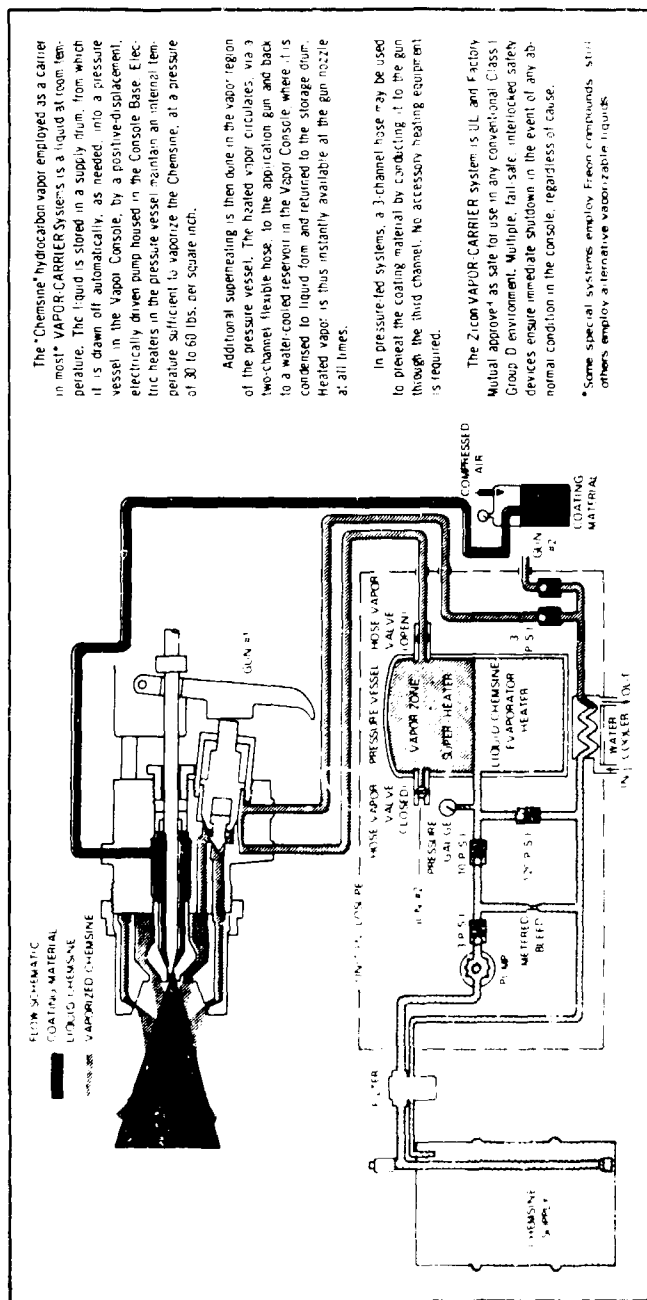 The "Chemsine" hydrocarbon vapor employed as a carrier
in most* VAPOR-CARRIER Systems is a liquid at room tem-
perature. The liquid is stored in a supply drum, from which
it is drawn off automatically, as needed, into a pressure
vessel in the Vapor Console, by a positive-displacement,
electrically driven pump housed in the Console Base. Elec-
tric heaters in the pressure vessel maintain an internal tem-
perature sufficient to vaporize the Chemsine, at a pressure
of 30 to 60 lbs. per square inch.
Additional superheating is then done in the vapor region
of the pressure vessel. The heated vapor circulates, via a
two-channel flexible hose, to the application gun and back
to a water-cooled reservoir in the Vapor Console where it is
condensed to liquid form and returned to the storage drum.
Heated vapor is thus instantly available at the gun nozzle
at all times.
In pressure-fed systems, a 3-channel hose may be used
to preheat the coating material by conducting it to the gun
through the third channel. No accessory heating equipment
is required.
The Zicon VAPOR-CARRIER system is UL and Factory
Mutual approved as safe for use in any conventional Class I
Group D environment. Multiple, fail-safe, interlocked safety
devices ensure immediate shutdown in the event of any ab-
normal condition in the console, regardless of cause.
*Some special systems employ Freon compounds, still
others employ alternative vaporizable liquids
FLOW SCHEMATIC
COATING MATERIAL
LIQUID CHEMSINE
VAPORIZED CHEMSINE
GUN #1
COMPRESSED
AIR
COATING
MATERIAL
GUN
#2
HOSE VAPOR
VALVE
(OPEN)
PRESSURE VESSEL
HOSE VAPOR
VALVE
(CLOSED)
VAPOR ZONE
SUPER HEATER
LIQUID CHEMSINE
EVAPORATOR
HEATER
PRESSURE
GAUGE
3
P.S.I.
10 P.S.I.
P.S.I.
3 P.S.I.
PUMP
METERED
BLEED
WATER
COOLER
IN
OUT
FILTER
CHEMSINE
SUPPLY